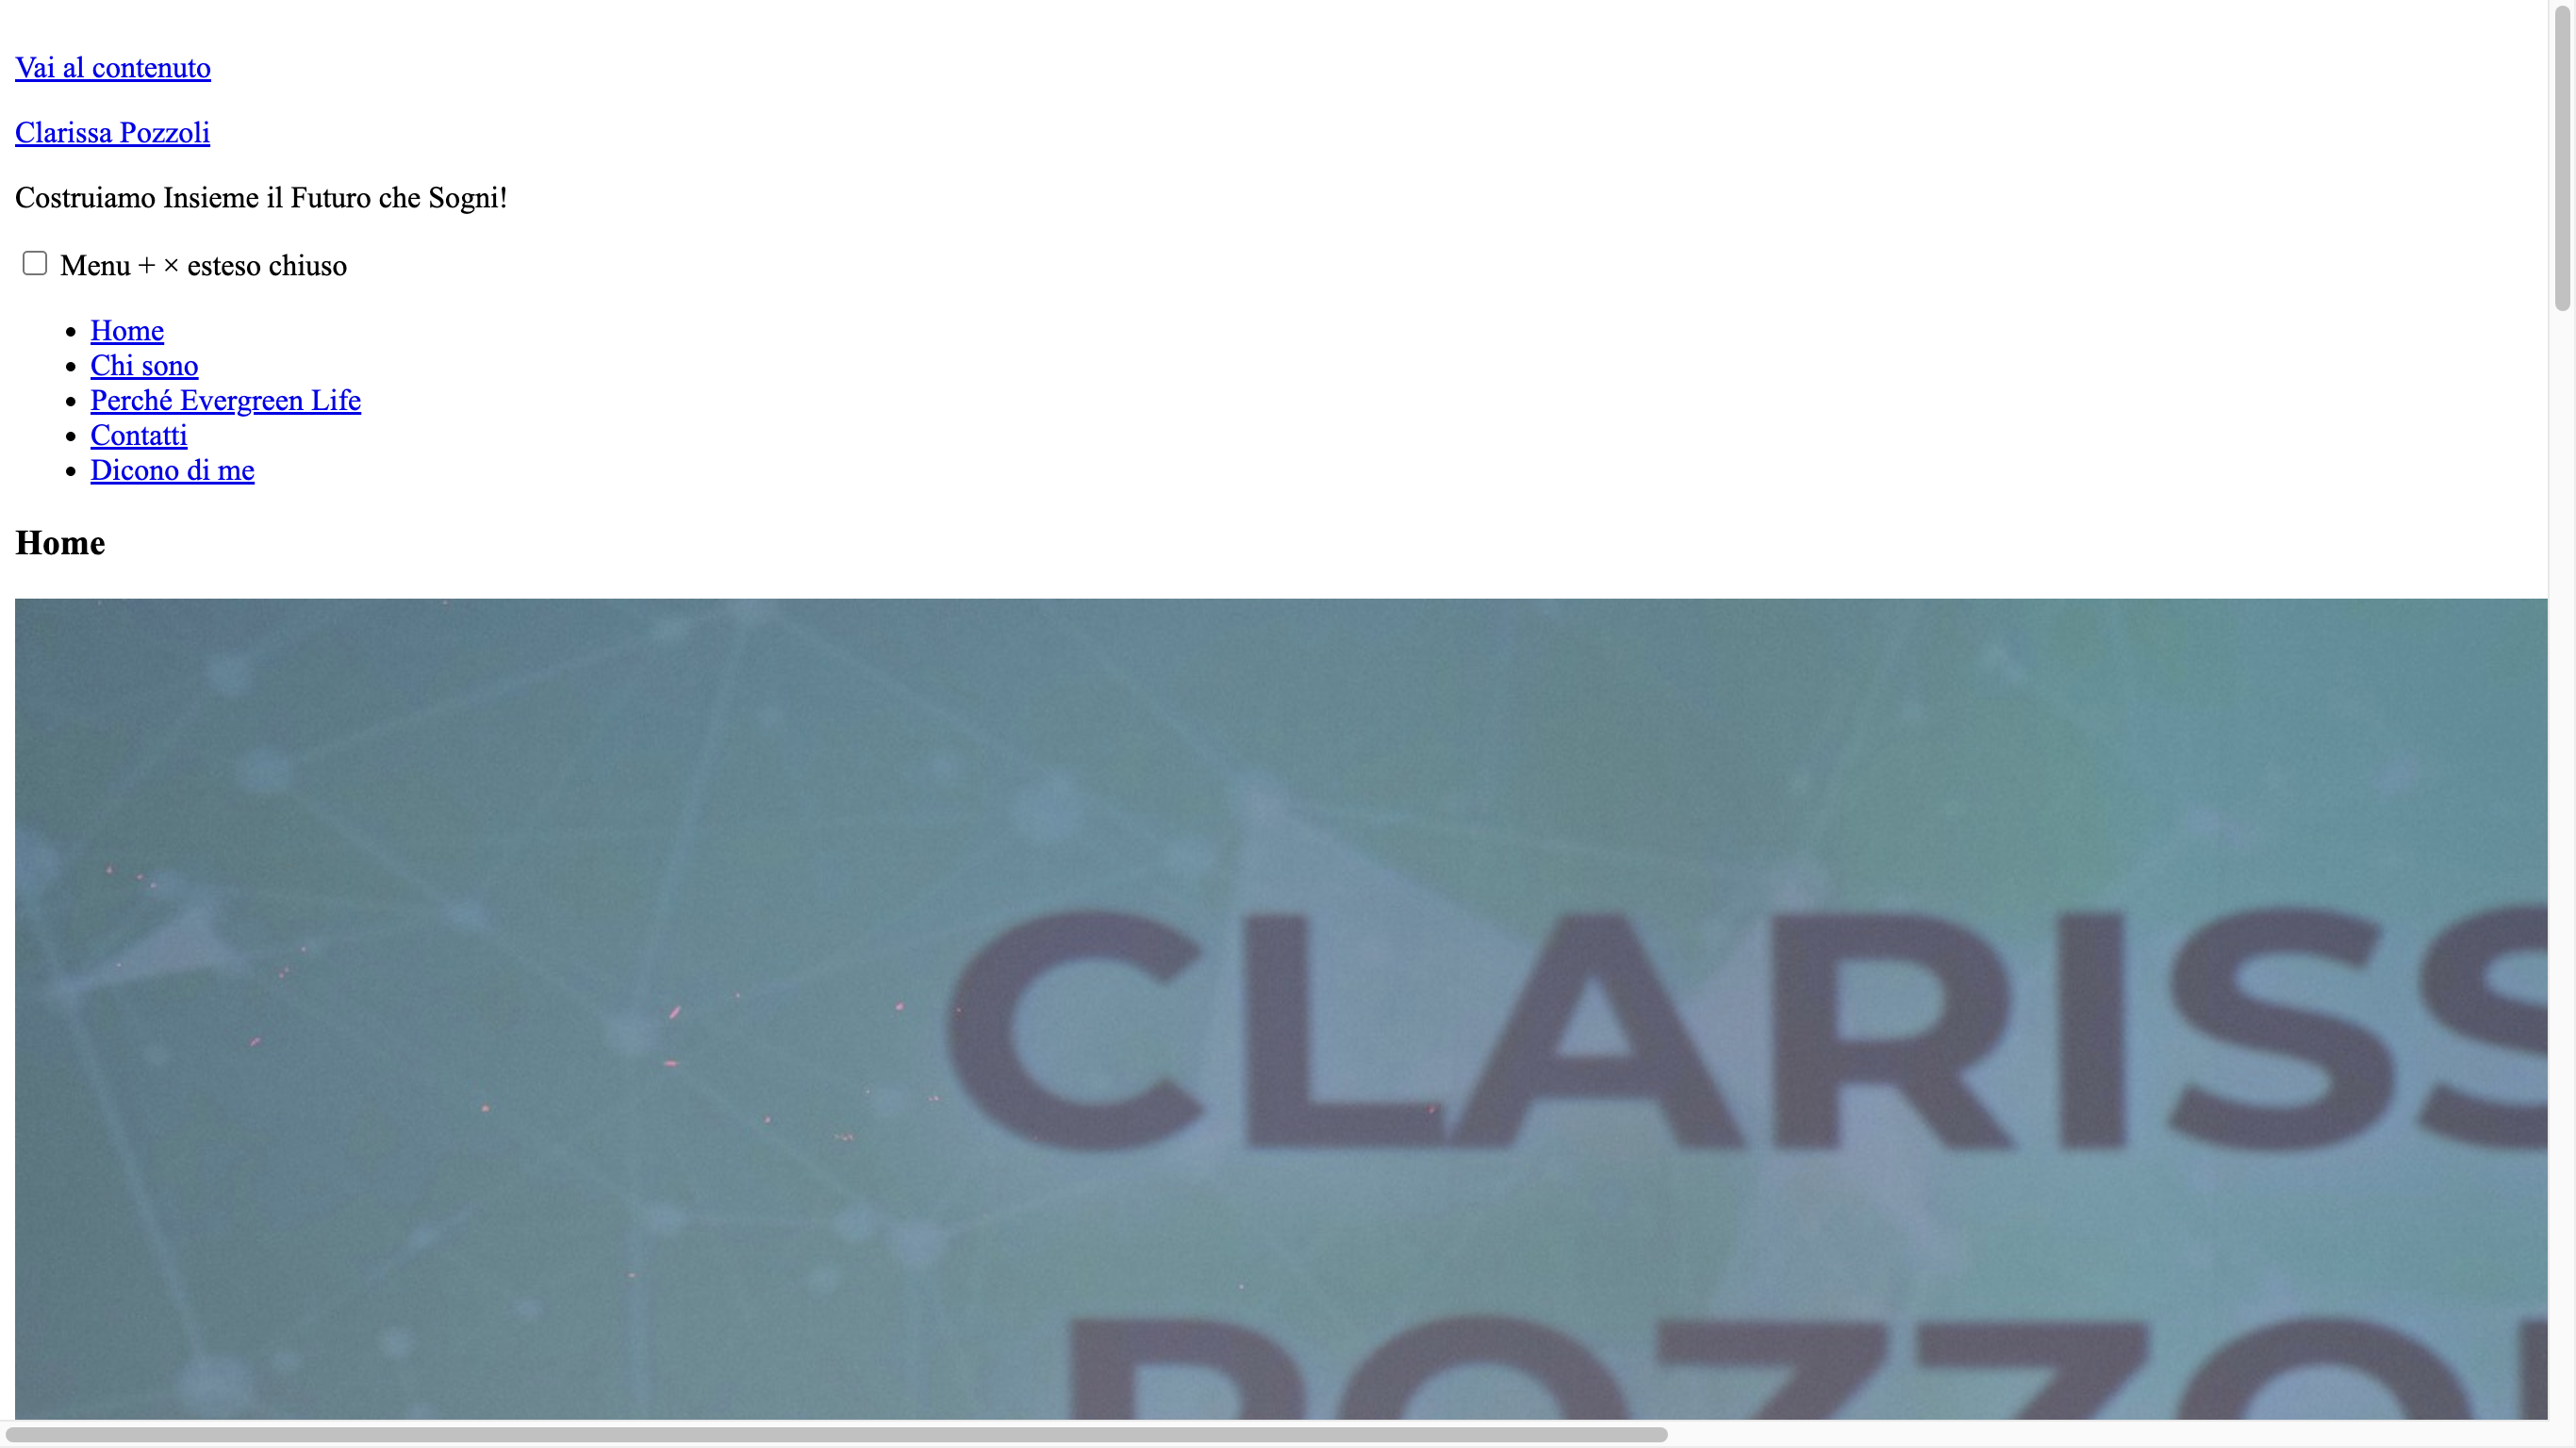 Vai al contenuto
Clarissa Pozzoli
Costruiamo Insieme il Futuro che Sogni!
Menu + × esteso chiuso
Home
Chi sono
Perché Evergreen Life
Contatti
Dicono di me
Home
CLARISS
POZZO